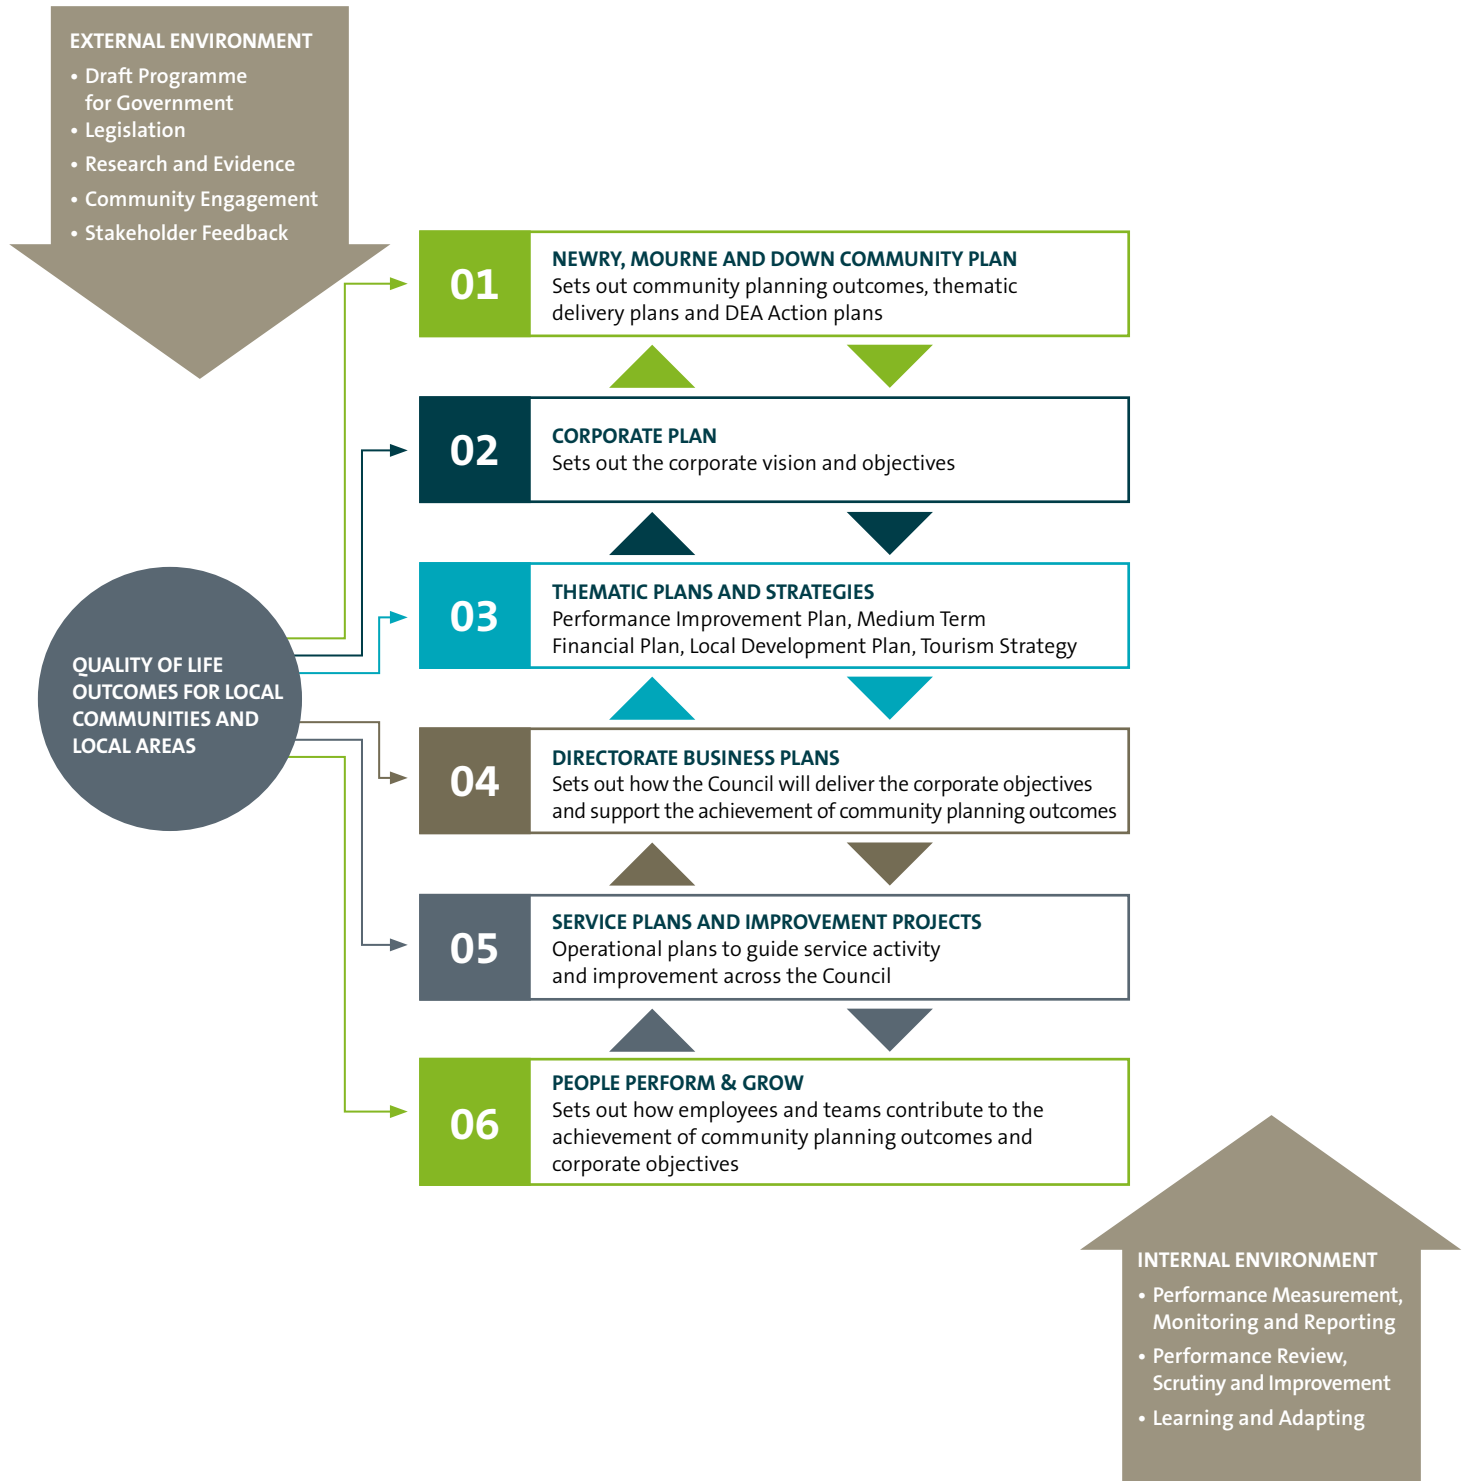 EXTERNAL ENVIRONMENT
• Draft Programme
for Government
• Legislation
• Research and Evidence
• Community Engagement
• Stakeholder Feedback
01
NEWRY, MOURNE AND DOWN COMMUNITY PLAN
Sets out community planning outcomes, thematic
delivery plans and DEA Action plans
02
CORPORATE PLAN
Sets out the corporate vision and objectives
03
THEMATIC PLANS AND STRATEGIES
Performance Improvement Plan, Medium Term
Financial Plan, Local Development Plan, Tourism Strategy
QUALITY OF LIFE
OUTCOMES FOR LOCAL
COMMUNITIES AND
LOCAL AREAS
04
DIRECTORATE BUSINESS PLANS
Sets out how the Council will deliver the corporate objectives
and support the achievement of community planning outcomes
05
SERVICE PLANS AND IMPROVEMENT PROJECTS
Operational plans to guide service activity
and improvement across the Council
06
PEOPLE PERFORM & GROW
Sets out how employees and teams contribute to the
achievement of community planning outcomes and
corporate objectives
INTERNAL ENVIRONMENT
• Performance Measurement,
Monitoring and Reporting
• Performance Review,
Scrutiny and Improvement
• Learning and Adapting